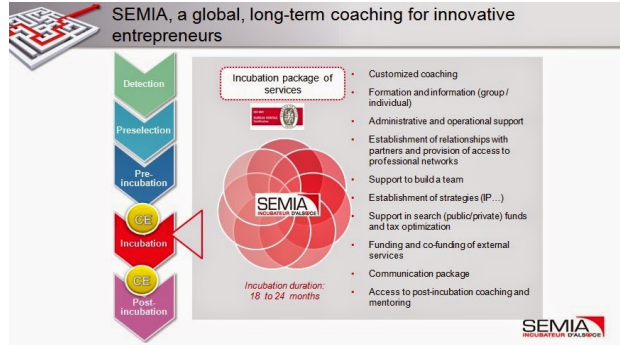 SEMIA, a global, long-term coaching for innovative
entrepreneurs
Detection
Preselection
Pre-
incubation
CE
Incubation
CE
Post-
incubation
Incubation package of
services
BUREAU VERITAS
Certification
SEMIA
INCUBATEUR D'ALSACE
Incubation duration:
18 to 24 months
• Customized coaching
• Formation and information (group /
individual)
• Administrative and operational support
• Establishment of relationships with
partners and provision of access to
professional networks
• Support to build a team
• Establishment of strategies (IP…)
• Support in search (public/private) funds
and tax optimization
• Funding and co-funding of external
services
• Communication package
• Access to post-incubation coaching and
mentoring
SEMIA
INCUBATEUR D'ALSACE